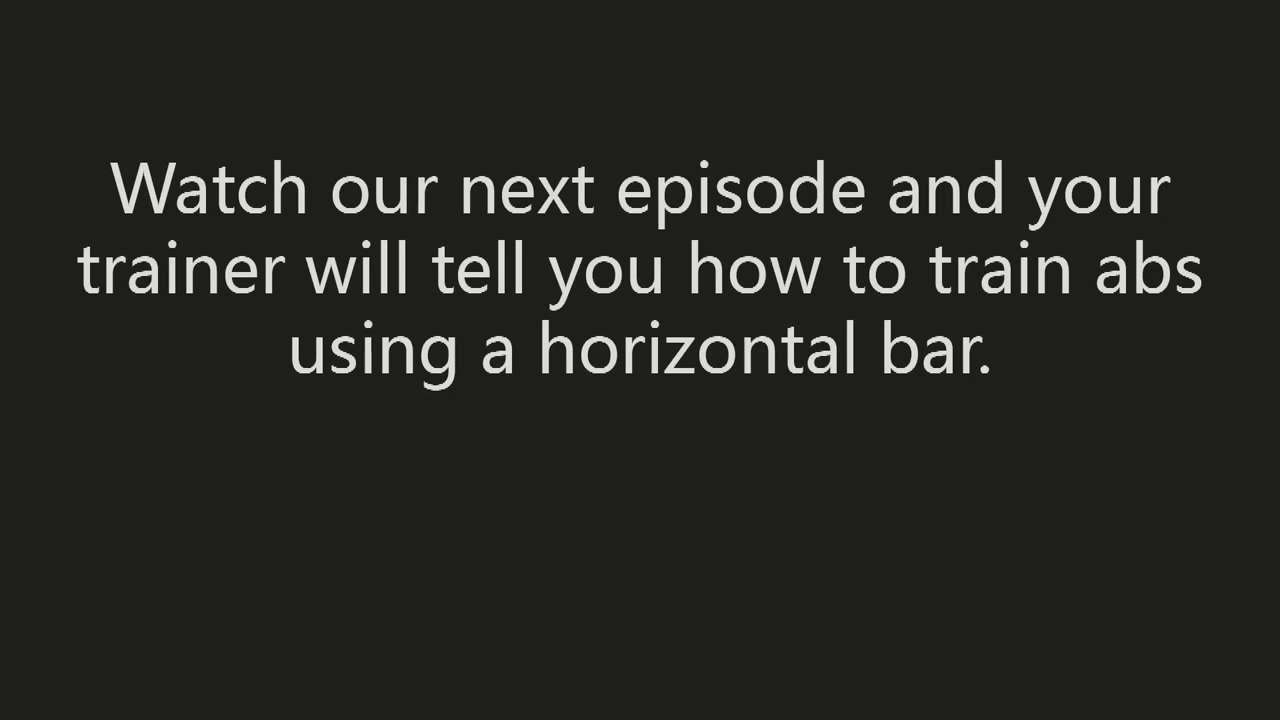 Watch our next episode and your
trainer will tell you how to train abs
using a horizontal bar.